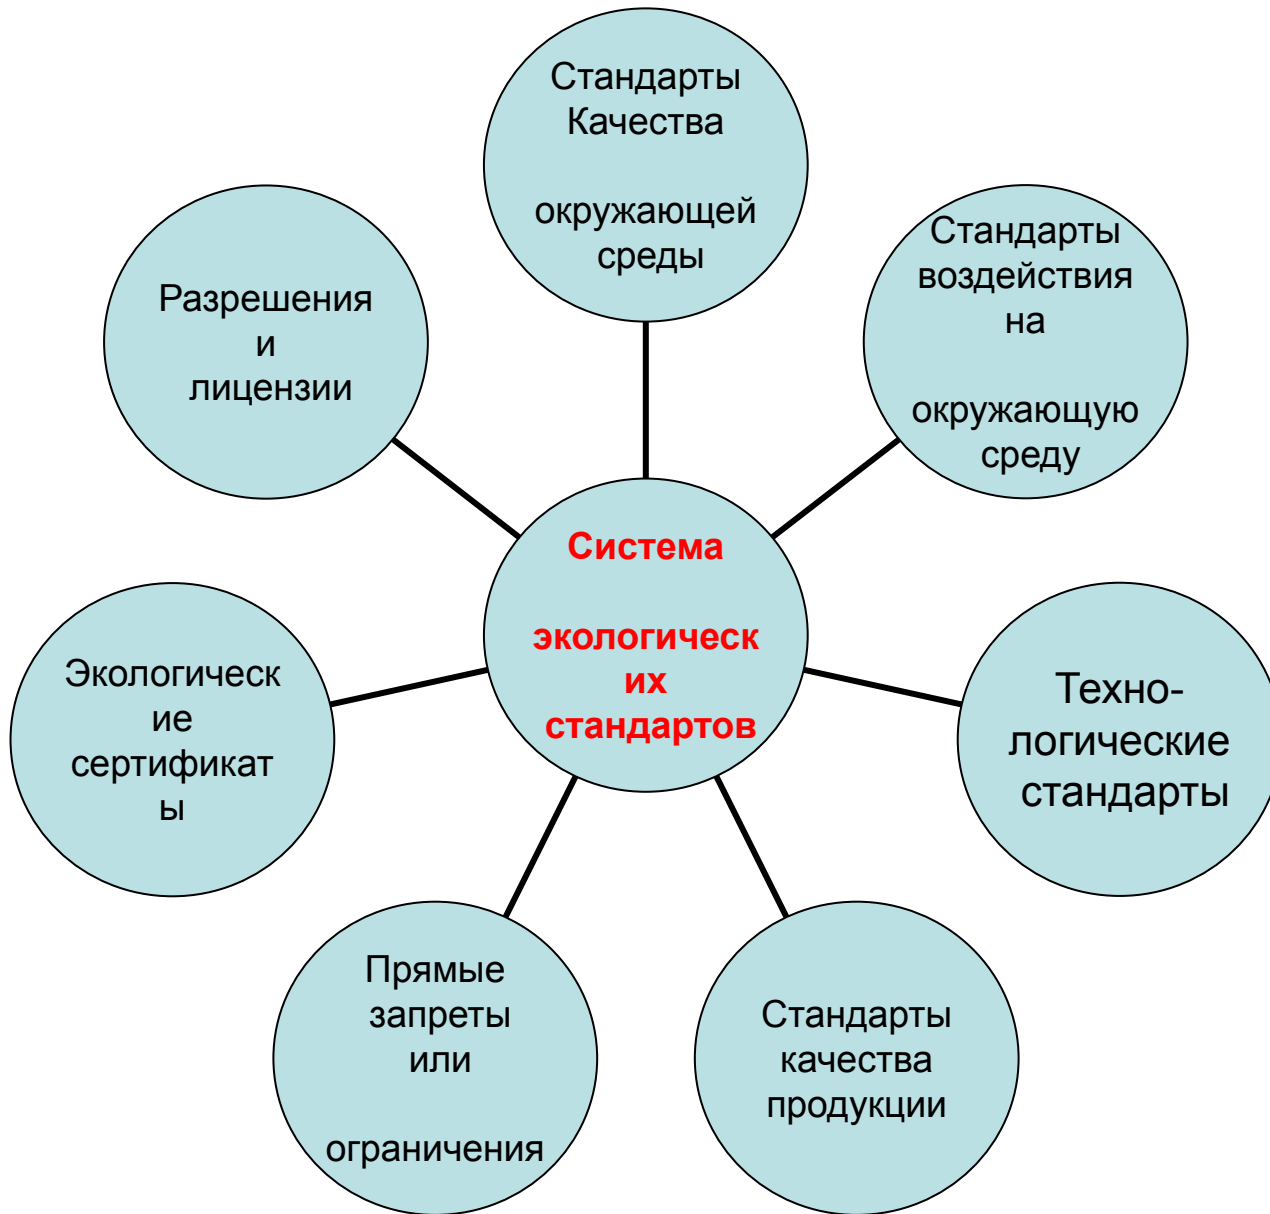 Стандарты
Качества
окружающей
среды
Стандарты
воздействия
на
окружающую
среду
Разрешения
и
лицензии
Система
экологическ
их
стандартов
Экологическ
ие
сертификат
ы
Техно-
логические
стандарты
Прямые
запреты
или
ограничения
Стандарты
качества
продукции